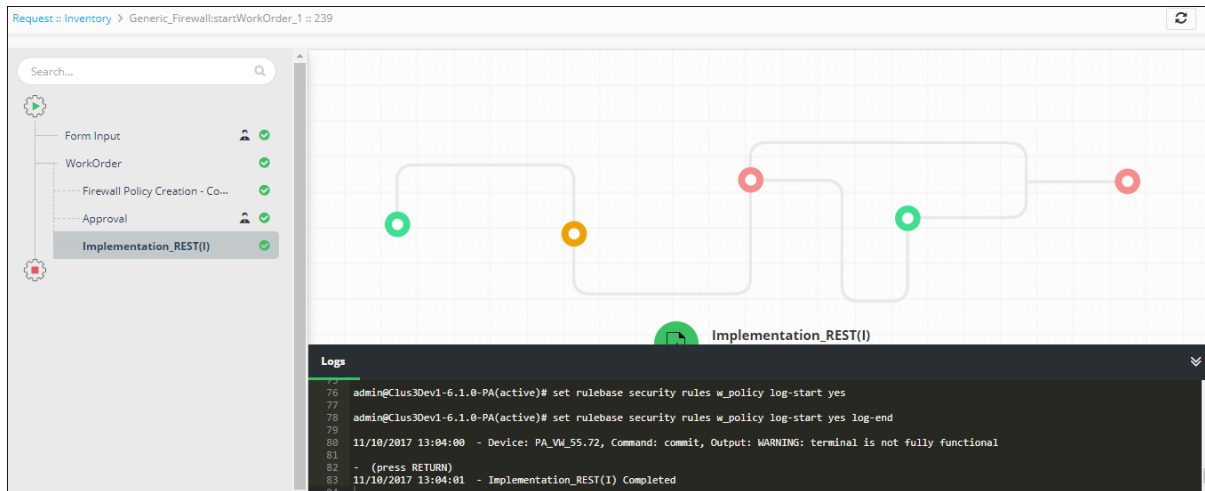 Request :: Inventory > Generic_Firewall:startWorkOrder_1 :: 239
Search...
Form Input
WorkOrder
Firewall Policy Creation - Co...
Approval
Implementation_REST(I)
Implementation_REST(I)
Logs
75
76 admin@Clus3Dev1-6.1.0-PA(active)# set rulebase security rules w_policy log-start yes
77
78 admin@Clus3Dev1-6.1.0-PA(active)# set rulebase security rules w_policy log-start yes log-end
79
80 11/10/2017 13:04:00 - Device: PA_VW_55.72, Command: commit, Output: WARNING: terminal is not fully functional
81
82 - (press RETURN)
83 11/10/2017 13:04:01 - Implementation_REST(I) Completed
84